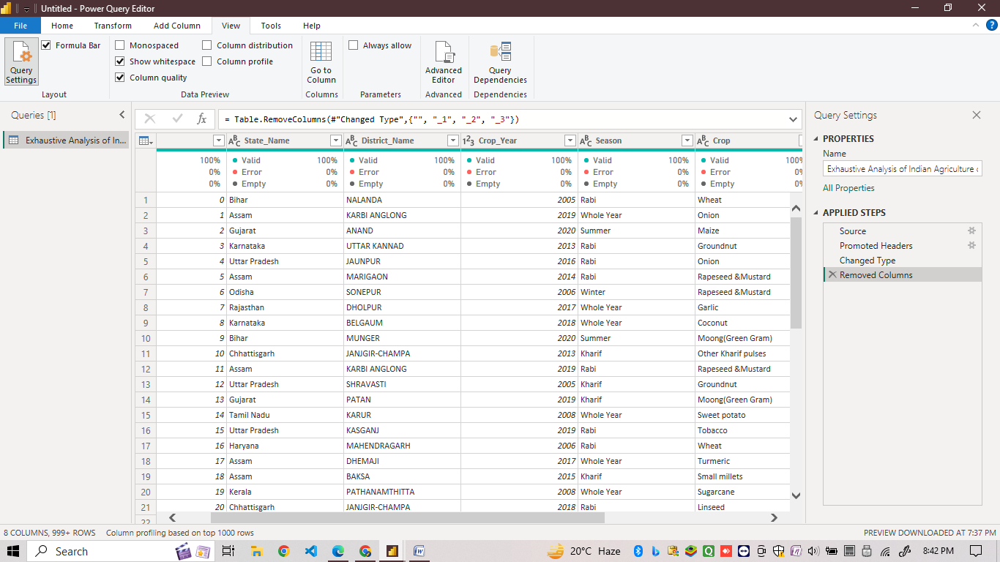 Untitled - Power Query Editor
File Home Transform Add Column View Tools Help
Query Settings
Formula Bar
Layout
Monospaced
Show whitespace
Column quality
Column distribution
Column profile
Data Preview
Go to Column
Columns
Always allow
Parameters
Advanced Editor
Advanced
Query Dependencies
Dependencies
Queries [1]
Exhaustive Analysis of In...
fx = Table.RemoveColumns(#"Changed Type",{"", "_1", "_2", "_3"})
ABC State_Name ABC District_Name 123 Crop_Year ABC Season ABC Crop
100% Valid 100% Valid 100% Valid 100% Valid 100% Valid 100%
0% Error 0% Error 0% Error 0% Error 0% Error 0%
0% Empty 0% Empty 0% Empty 0% Empty 0% Empty 0%
1 0 Bihar NALANDA 2005 Rabi Wheat
2 1 Assam KARBI ANGLONG 2019 Whole Year Onion
3 2 Gujarat ANAND 2020 Summer Maize
4 3 Karnataka UTTAR KANNAD 2013 Rabi Groundnut
5 4 Uttar Pradesh JAUNPUR 2016 Rabi Onion
6 5 Assam MARIGAON 2014 Rabi Rapeseed &Mustard
7 6 Odisha SONEPUR 2006 Winter Rapeseed &Mustard
8 7 Rajasthan DHOLPUR 2017 Whole Year Garlic
9 8 Karnataka BELGAUM 2018 Whole Year Coconut
10 9 Bihar MUNGER 2020 Summer Moong(Green Gram)
11 10 Chhattisgarh JANJGIR-CHAMPA 2013 Kharif Other Kharif pulses
12 11 Assam KARBI ANGLONG 2019 Rabi Rapeseed &Mustard
13 12 Uttar Pradesh SHRAVASTI 2005 Kharif Groundnut
14 13 Gujarat PATAN 2019 Kharif Moong(Green Gram)
15 14 Tamil Nadu KARUR 2008 Whole Year Sweet potato
16 15 Uttar Pradesh KASGANJ 2019 Rabi Tobacco
17 16 Haryana MAHENDRAGARH 2006 Rabi Wheat
18 17 Assam DHEMAJI 2017 Whole Year Turmeric
19 18 Assam BAKSA 2015 Kharif Small millets
20 19 Kerala PATHANAMTHITTA 2008 Whole Year Sugarcane
21 20 Chhattisgarh JANJGIR-CHAMPA 2018 Rabi Linseed
22
Query Settings
PROPERTIES
Name
Exhaustive Analysis of Indian Agriculture
All Properties
APPLIED STEPS
Source
Promoted Headers
Changed Type
Removed Columns
8 COLUMNS, 999+ ROWS Column profiling based on top 1000 rows PREVIEW DOWNLOADED AT 7:37 PM
Search 20°C Haze 8:42 PM